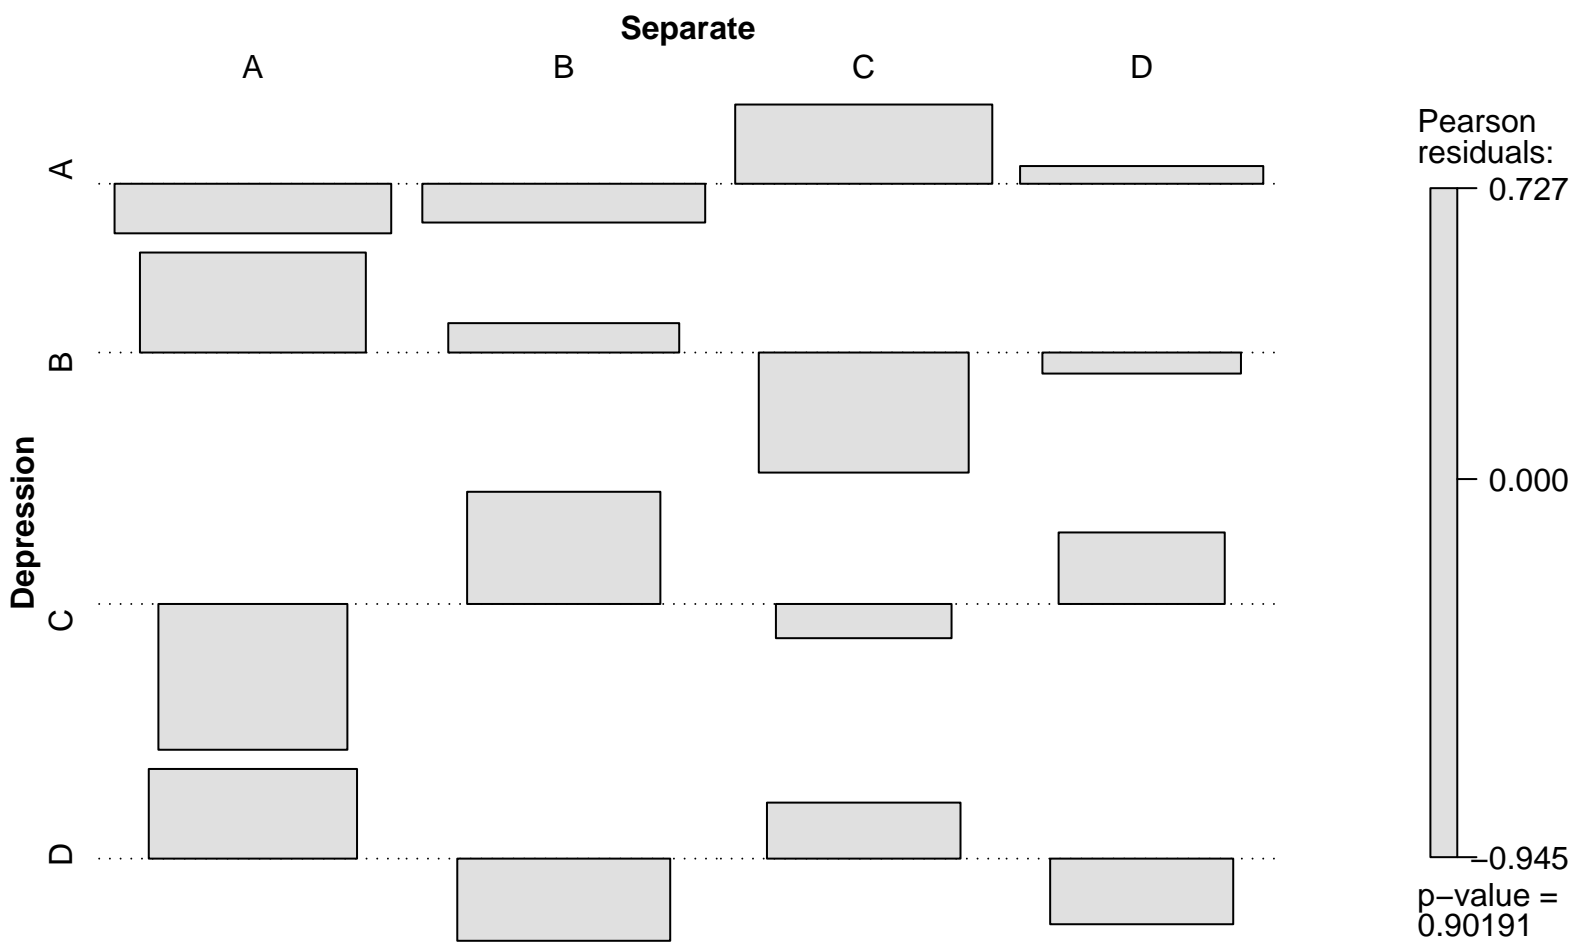 Separate
A B C D
Depression
A
B
C
D
Pearson
residuals:
0.727
0.000
−0.945
p−value =
0.90191